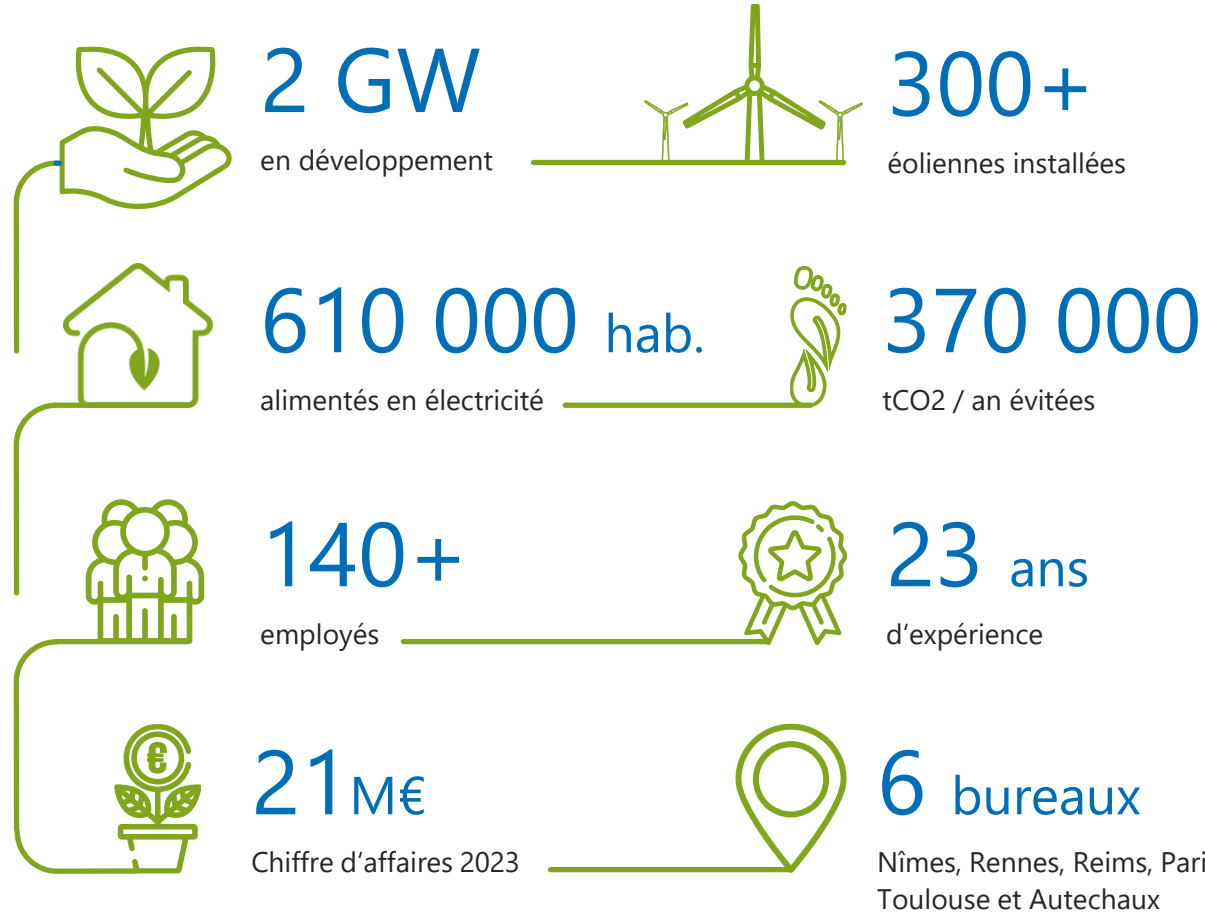 2 GW
en développement
300+
éoliennes installées
610 000 hab.
alimentés en électricité
370 000
tCO2 / an évitées
140+
employés
23 ans
d‘expérience
€
21M€
Chiffre d‘affaires 2023
6 bureaux
Nîmes, Rennes, Reims, Pari
Toulouse et Autechaux